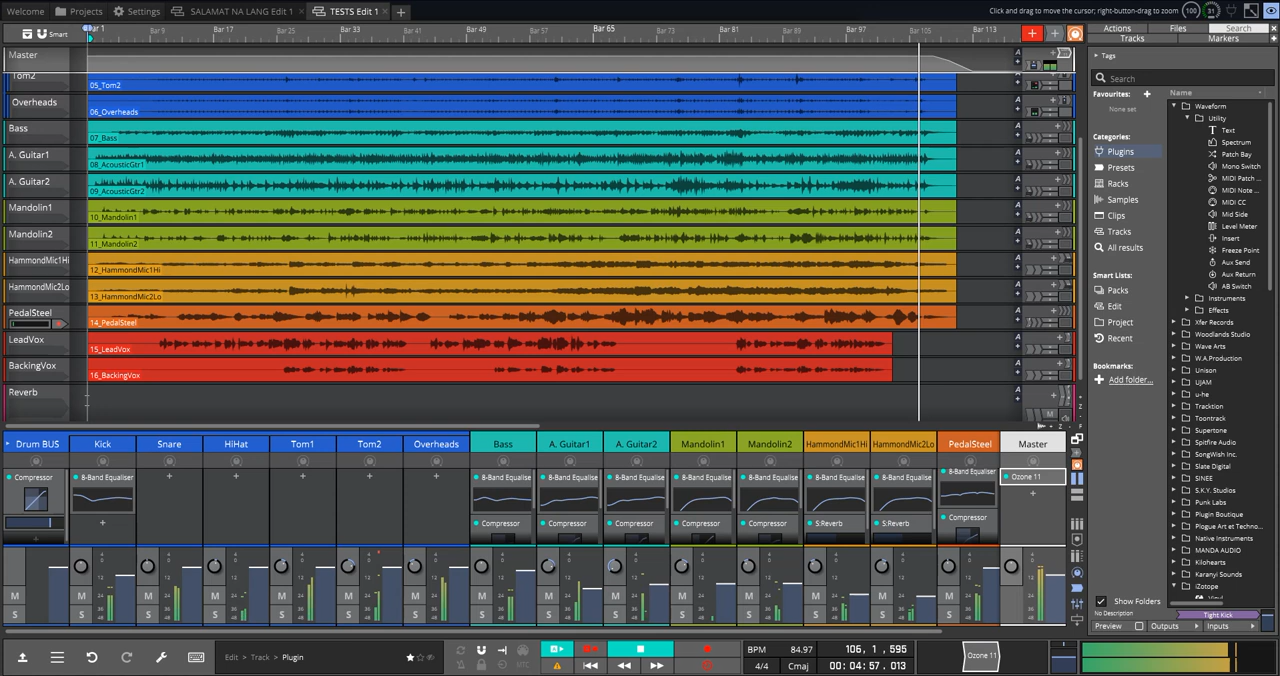 Welcome Projects Settings SALAMAT NA LANG Edit 1 TESTS Edit 1
Click and drag to move the cursor; right-button-drag to zoom 100 31
Smart Bar 1 Bar 9 Bar 17 Bar 25 Bar 33 Bar 41 Bar 49 Bar 57 Bar 65 Bar 73 Bar 81 Bar 89 Bar 97 Bar 105 Bar 113
Actions Files Search
Tracks Markers
Master
Tom2
05_Tom2
Overheads
06_Overheads
Bass
07_Bass
A. Guitar1
08_AcousticGtr1
A. Guitar2
09_AcousticGtr2
Mandolin1
10_Mandolin1
Mandolin2
11_Mandolin2
HammondMic1Hi
12_HammondMic1Hi
HammondMic2Lo
13_HammondMic2Lo
PedalSteel
14_PedalSteel
LeadVox
15_LeadVox
BackingVox
16_BackingVox
Reverb
Tags
Search
Favourites:
None set
Categories:
Plugins
Presets
Racks
Samples
Clips
Tracks
All results
Smart Lists:
Packs
Edit
Project
Recent
Bookmarks:
Add folder...
Name
Waveform
Utility
Text
Spectrum
Patch Bay
Mono Switch
MIDI Patch ...
MIDI Note ...
MIDI CC
Mid Side
Level Meter
Insert
Freeze Point
Aux Send
Aux Return
AB Switch
Instruments
Effects
Xfer Records
Woodlands Studio
Wave Arts
W.A.Production
Unison
UJAM
u-he
Tracktion
Toontrack
Supertone
Spitfire Audio
SongWish Inc.
Slate Digital
SINEE
S.K.Y. Studios
Punk Labs
Plugin Boutique
Plogue Art et Techno...
Native Instruments
MANDA AUDIO
Kilohearts
Karanyi Sounds
iZotope
Show Folders
No Description
Tight Kick
Preview Outputs Inputs
Drum BUS Kick Snare HiHat Tom1 Tom2 Overheads Bass A. Guitar1 A. Guitar2 Mandolin1 Mandolin2 HammondMic1Hi HammondMic2Lo PedalSteel Master
Compressor 8-Band Equalise 8-Band Equalise 8-Band Equalise 8-Band Equalise 8-Band Equalise 8-Band Equalise 8-Band Equalise 8-Band Equalise 8-Band Equalise Ozone 11
Compressor Compressor Compressor Compressor Compressor S:Reverb S:Reverb Compressor
M M M M M M M M M M M M M M M M
S S S S S S S S S S S S S S S
Edit > Track > Plugin
MTC
BPM 84.97 106, 1 , 595
4/4 Cmaj 00:04:57.013
Ozone 11